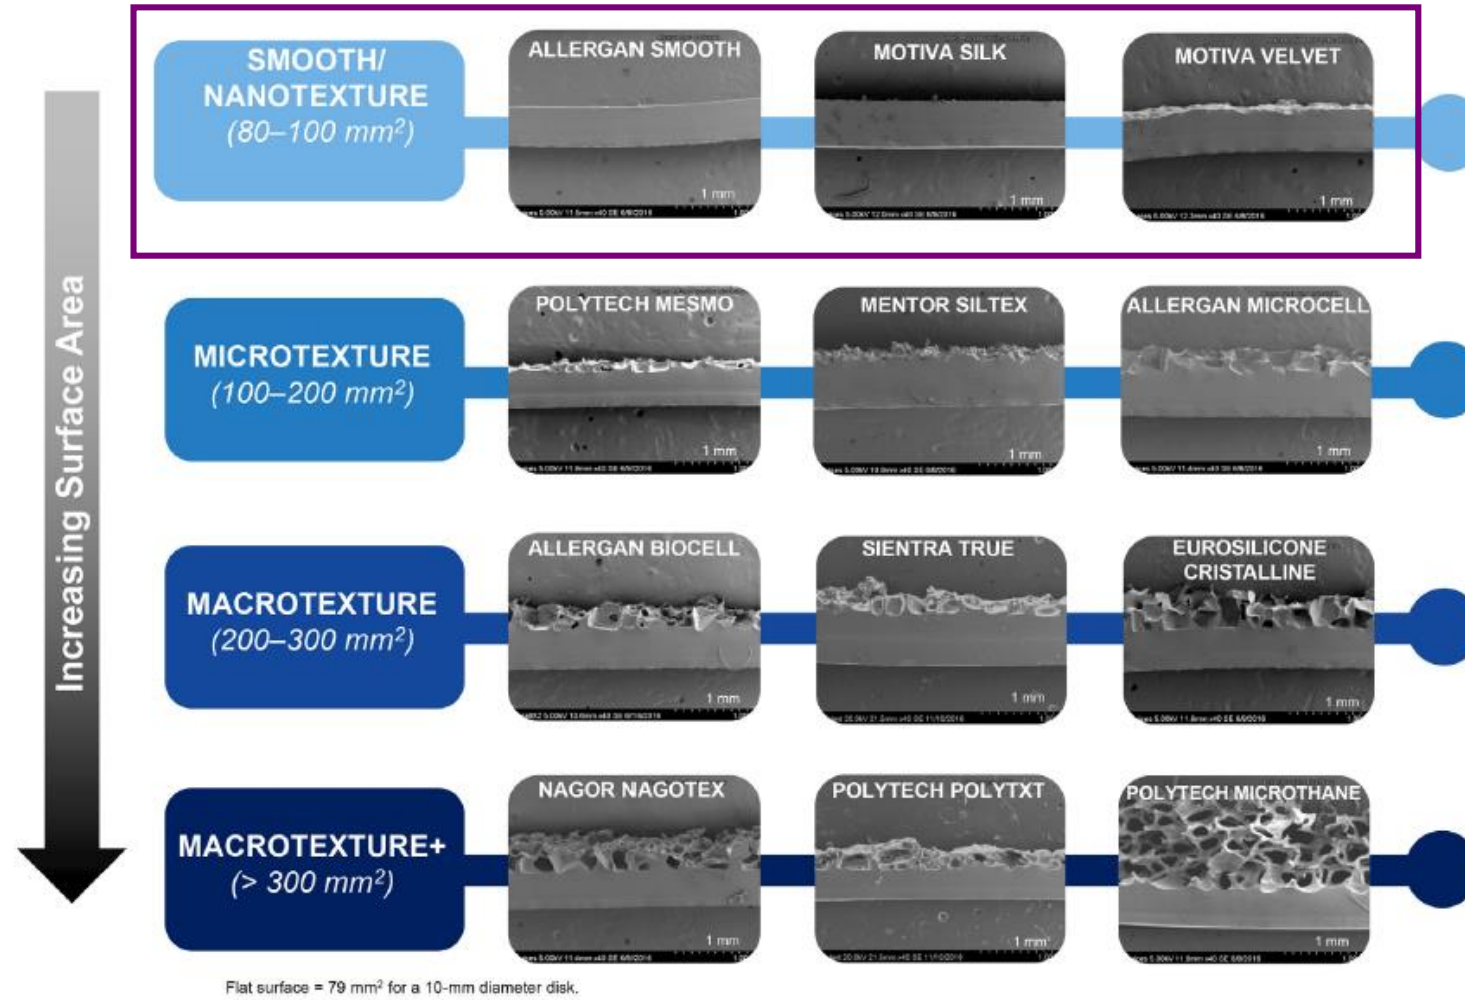 Increasing Surface Area
SMOOTH/
NANOTEXTURE
(80–100 mm²)
ALLERGAN SMOOTH
1 mm
MOTIVA SILK
1 mm
MOTIVA VELVET
1 mm
MICROTEXTURE
(100–200 mm²)
POLYTECH MESMO
1 mm
MENTOR SILTEX
1 mm
ALLERGAN MICROCELL
1 mm
MACROTEXTURE
(200–300 mm²)
ALLERGAN BIOCELL
1 mm
SIENTRA TRUE
1 mm
EUROSILICONE
CRISTALLINE
1 mm
MACROTEXTURE+
(> 300 mm²)
NAGOR NAGOTEX
1 mm
POLYTECH POLYTXT
1 mm
POLYTECH MICROTHANE
1 mm
Flat surface = 79 mm² for a 10-mm diameter disk.